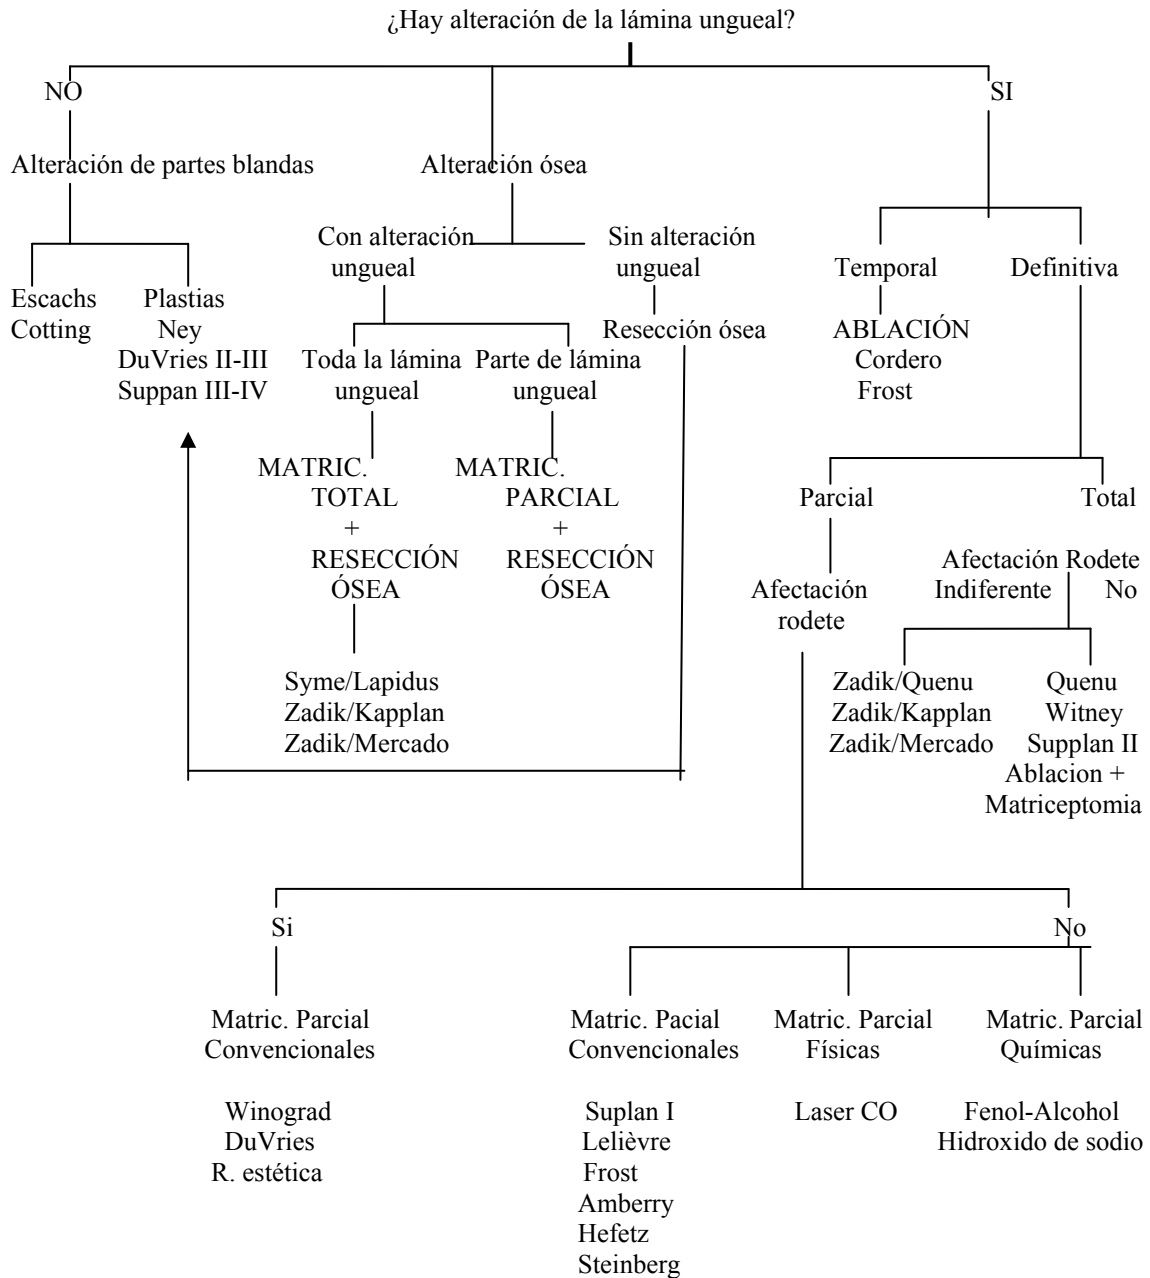 ¿Hay alteración de la lámina ungueal?
NO
SI
Alteración de partes blandas
Alteración ósea
Escachs
Cotting
Plastias
Ney
DuVries II-III
Suppan III-IV
Con alteración
ungueal
Sin alteración
ungueal
Resección ósea
Toda la lámina
ungueal
Parte de lámina
ungueal
MATRIC.
TOTAL
+
RESECCIÓN
ÓSEA
MATRIC.
PARCIAL
+
RESECCIÓN
ÓSEA
Syme/Lapidus
Zadik/Kapplan
Zadik/Mercado
Temporal
ABLACIÓN
Cordero
Frost
Definitiva
Parcial
Total
Afectación
rodete
Afectación Rodete
Indiferente No
Zadik/Quenu
Zadik/Kapplan
Zadik/Mercado
Quenu
Witney
Supplan II
Ablacion +
Matriceptomia
Si
No
Matric. Parcial
Convencionales
Winograd
DuVries
R. estética
Matric. Pacial
Convencionales
Suplan I
Lelièvre
Frost
Amberry
Hefetz
Steinberg
Matric. Parcial
Físicas
Laser CO
Matric. Parcial
Químicas
Fenol-Alcohol
Hidroxido de sodio